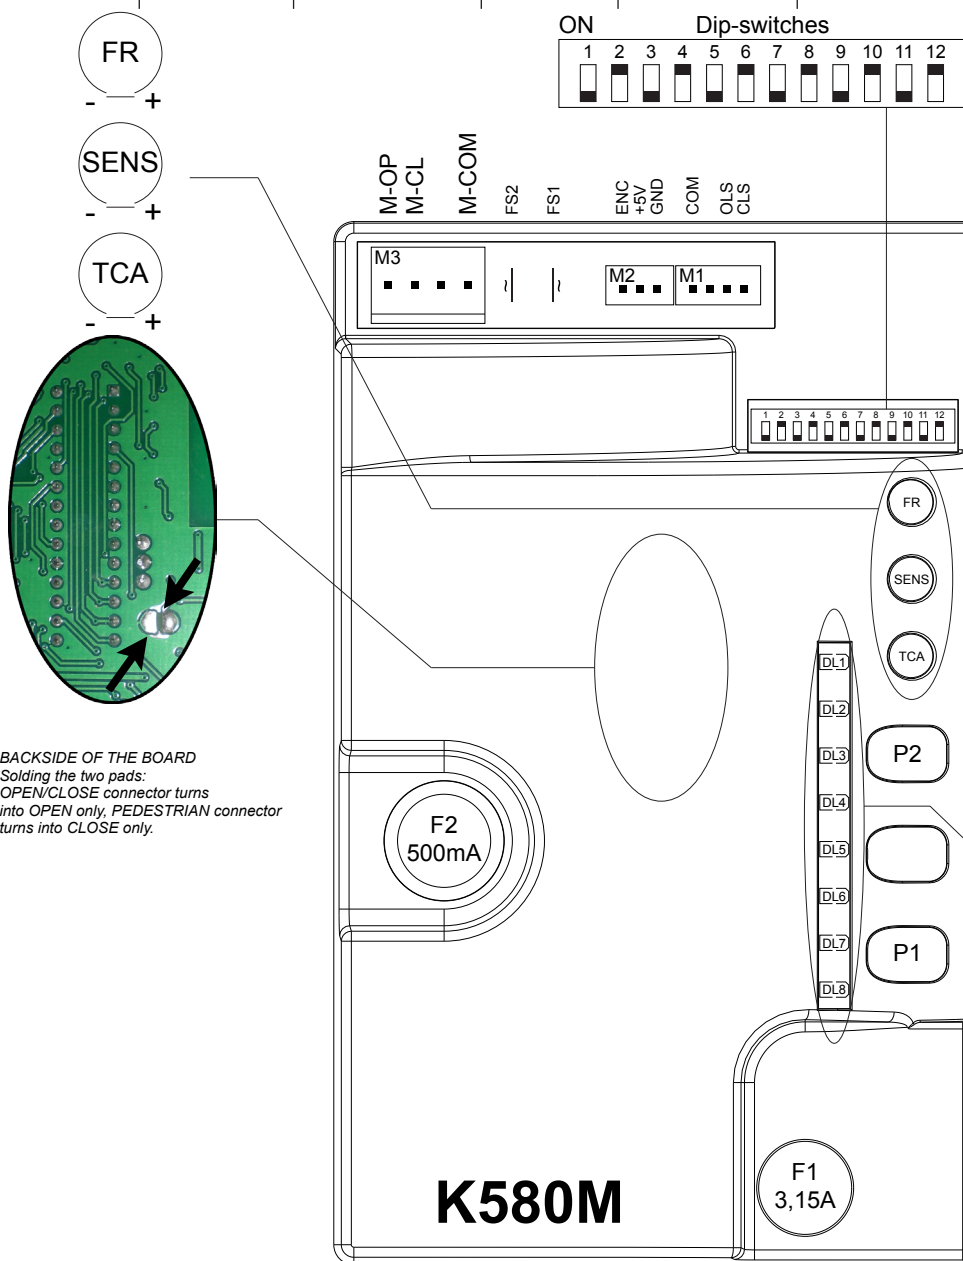 ON Dip-switches
1 2 3 4 5 6 7 8 9 10 11 12
FR
- +
SENS
- +
TCA
- +
M-OP
M-CL
M-COM
FS2
FS1
ENC
+5V
GND
COM
OLS
CLS
M3
~
~
M2
M1
1 2 3 4 5 6 7 8 9 10 11 12
FR
SENS
TCA
DL1
DL2
DL3
DL4
DL5
DL6
DL7
DL8
P2
P1
BACKSIDE OF THE BOARD
Solding the two pads:
OPEN/CLOSE connector turns
into OPEN only, PEDESTRIAN connector
turns into CLOSE only.
F2
500mA
F1
3,15A
K580M